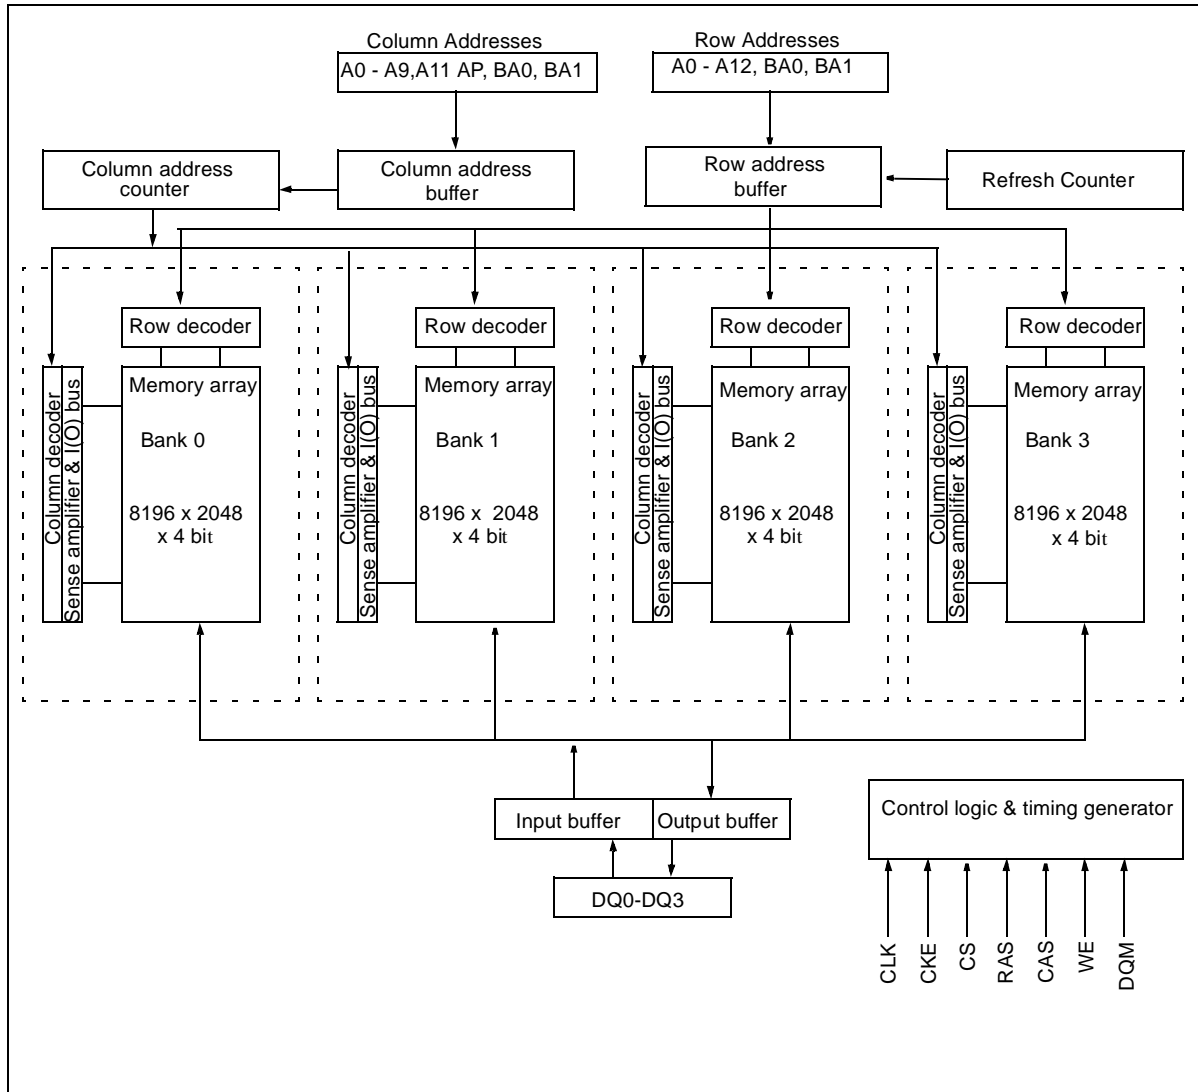 Column Addresses
A0 - A9,A11 AP, BA0, BA1
Row Addresses
A0 - A12, BA0, BA1
Column address
counter
Column address
buffer
Row address
buffer
Refresh Counter
Row decoder
Memory array
Bank 0
8196 x 2048
x 4 bit
Column decoder
Sense amplifier & I(O) bus
Row decoder
Memory array
Bank 1
8196 x 2048
x 4 bit
Column decoder
Sense amplifier & I(O) bus
Row decoder
Memory array
Bank 2
8196 x 2048
x 4 bit
Column decoder
Sense amplifier & I(O) bus
Row decoder
Memory array
Bank 3
8196 x 2048
x 4 bit
Column decoder
Sense amplifier & I(O) bus
Input buffer
Output buffer
DQ0-DQ3
Control logic & timing generator
CLK
CKE
CS
RAS
CAS
WE
DQM